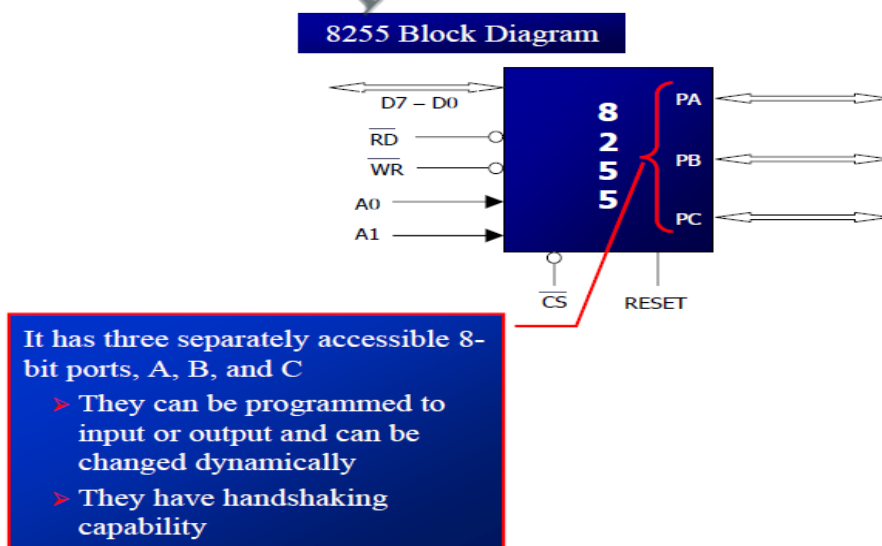 8255 Block Diagram
D7 – D0
RD
WR
A0
A1
8
2
5
5
PA
PB
PC
CS
RESET
It has three separately accessible 8-
bit ports, A, B, and C
➢ They can be programmed to
input or output and can be
changed dynamically
➢ They have handshaking
capability